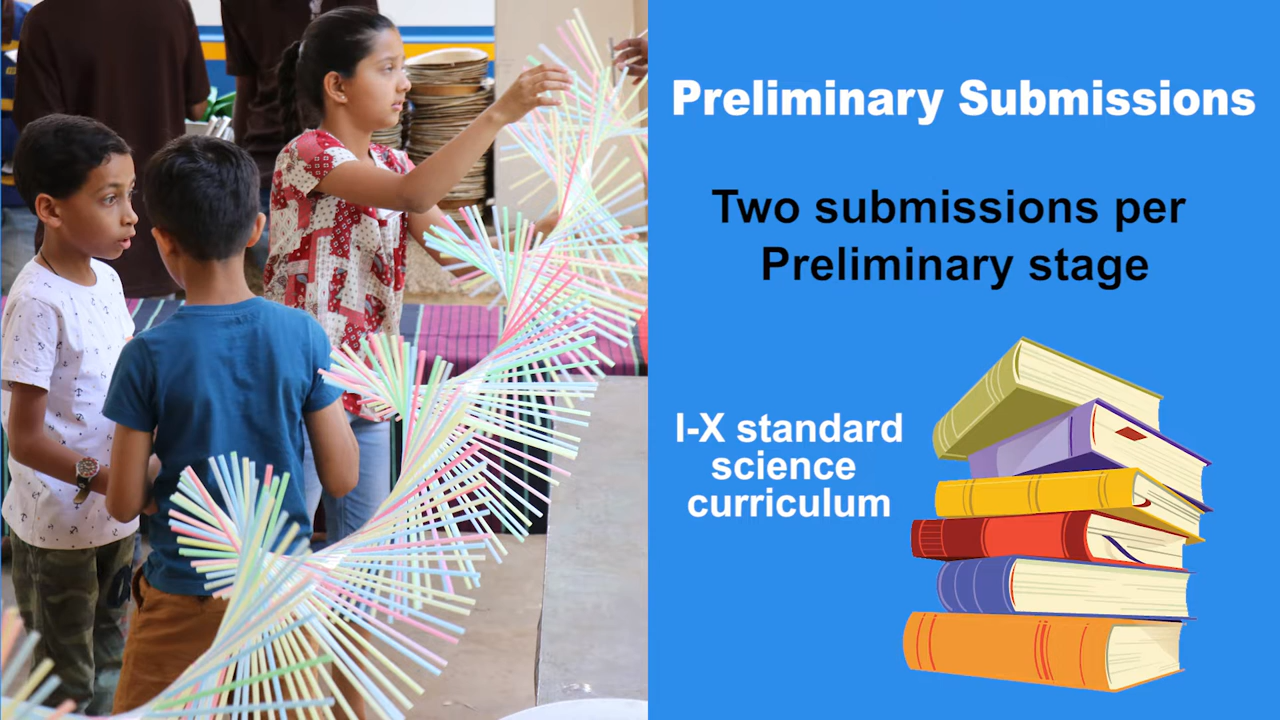 Preliminary Submissions
Two submissions per
Preliminary stage
I-X standard
science
curriculum